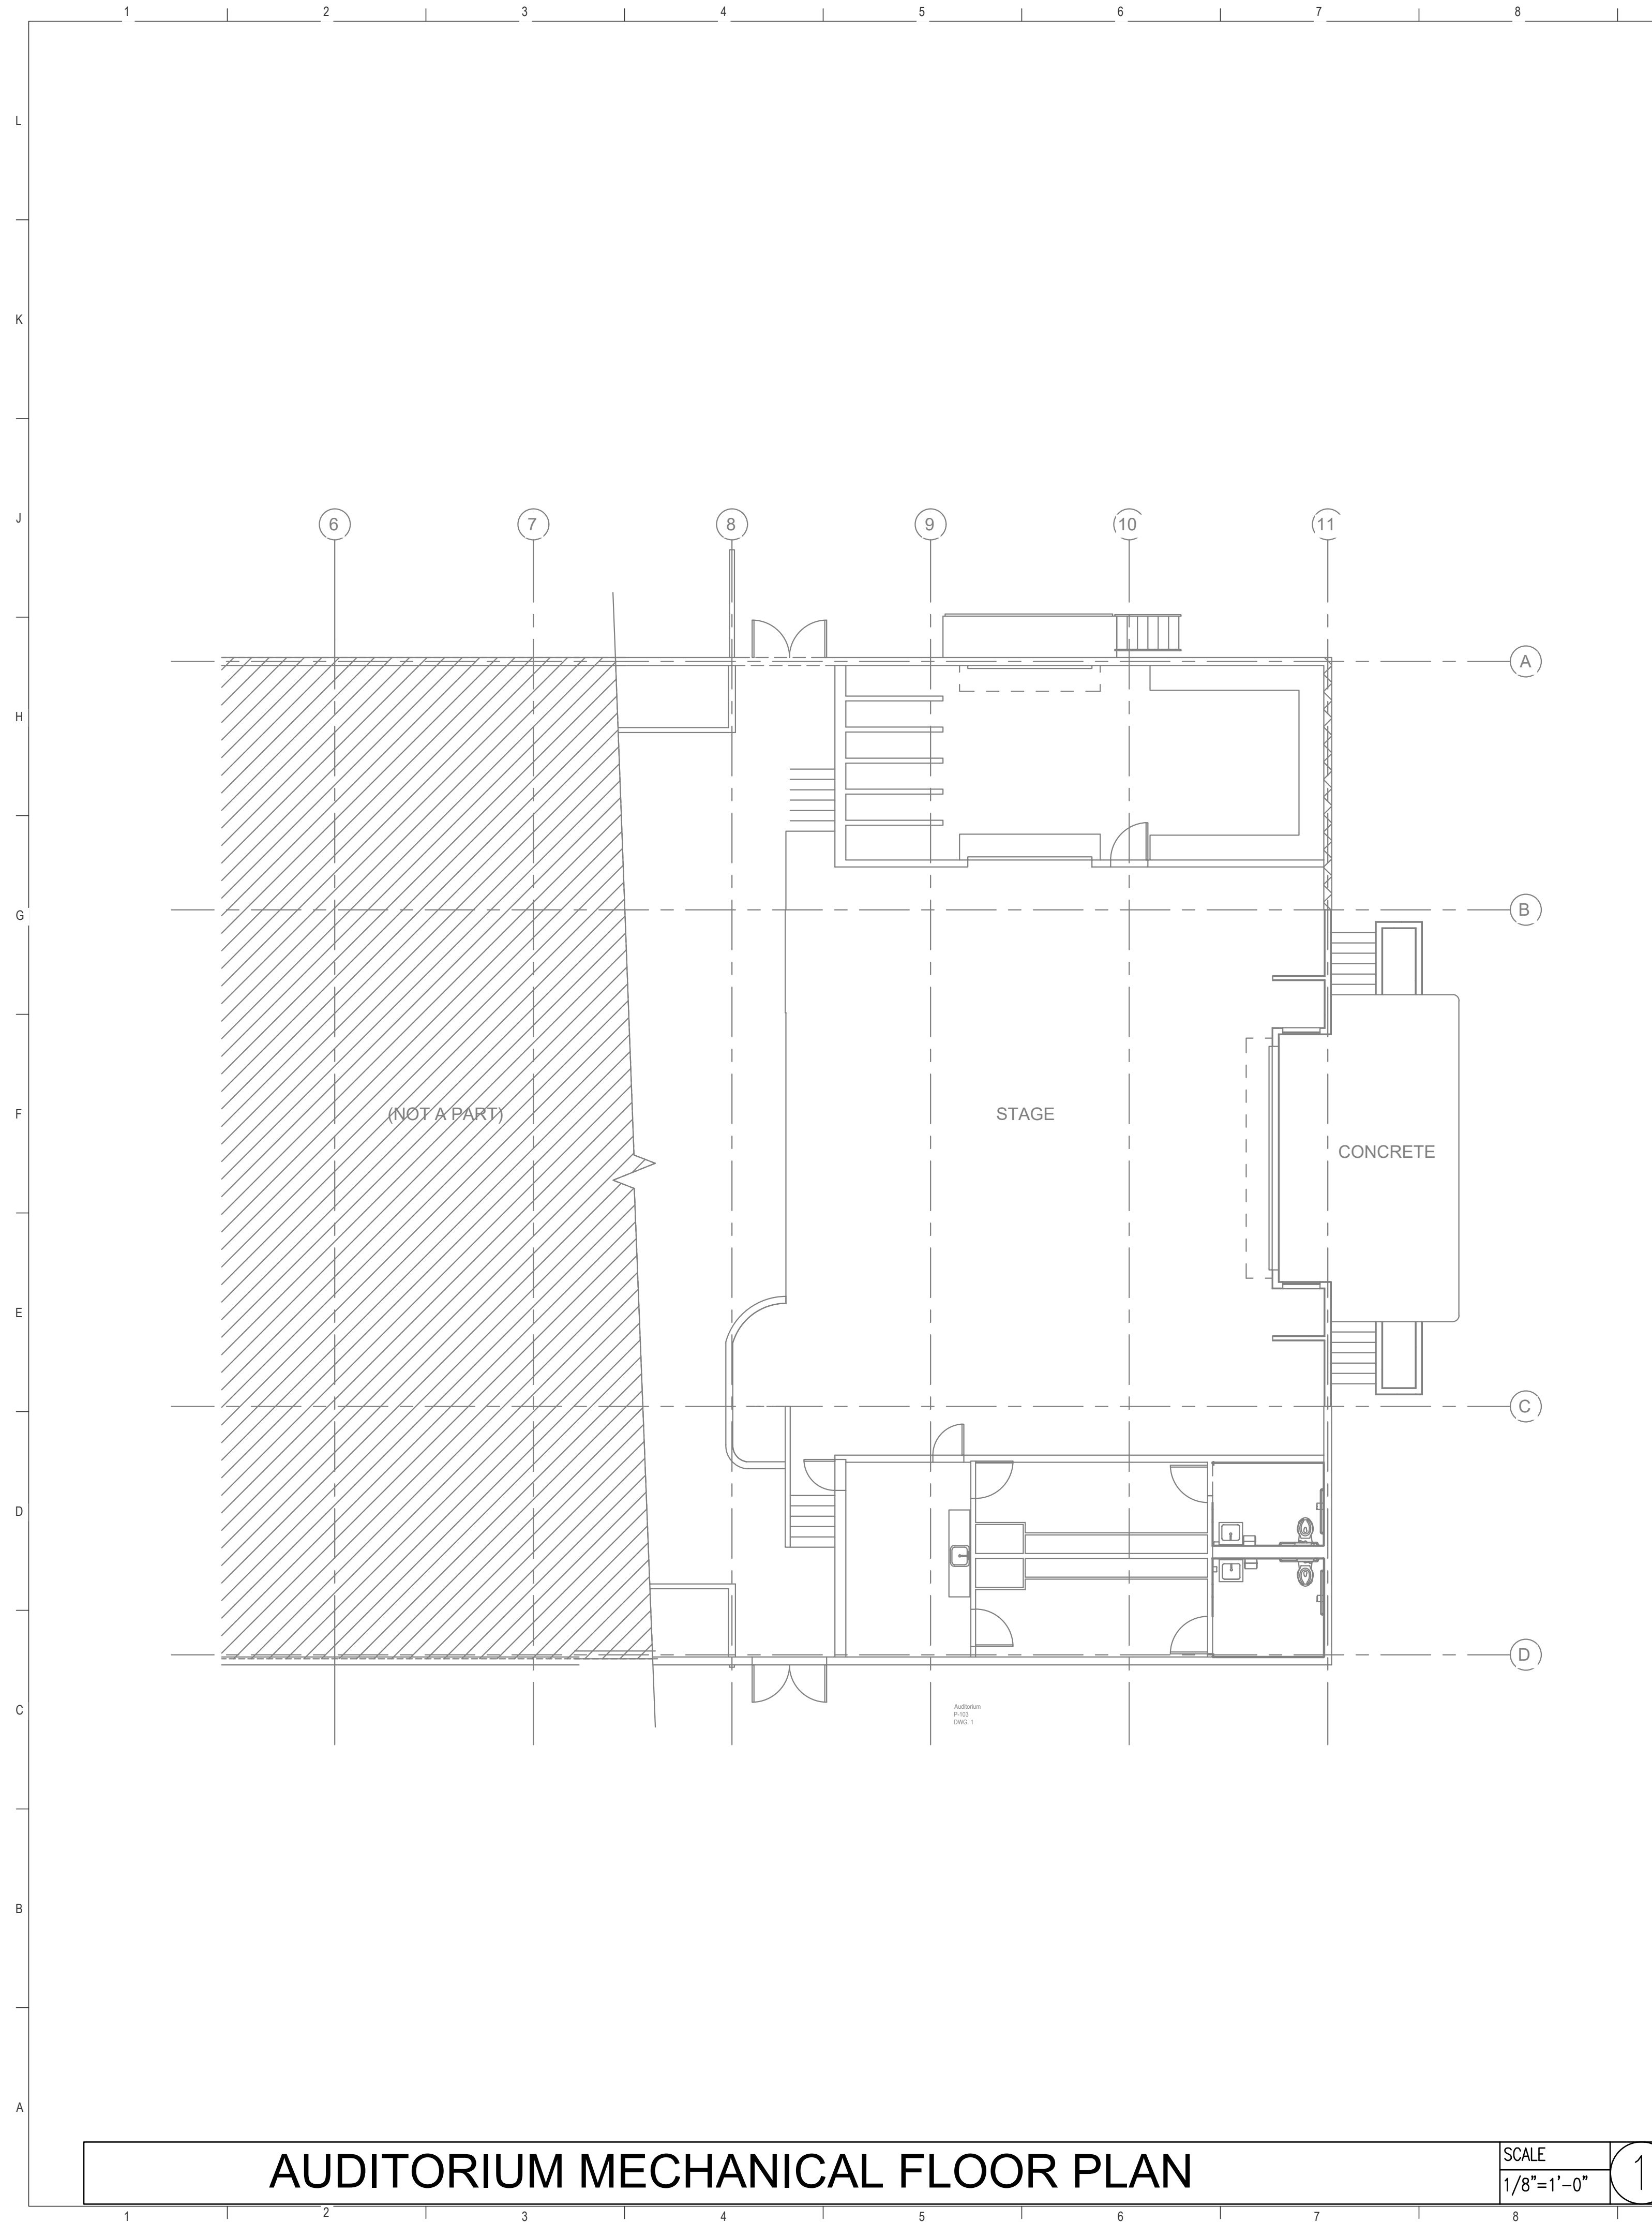 1 2 3 4 5 6 7 8
L
K
J
6 7 8 9 10 11
A
H
B
G
F
(NOT A PART)
STAGE
CONCRETE
E
C
D
D
Auditorium
P-103
DWG. 1
C
B
A
AUDITORIUM MECHANICAL FLOOR PLAN
SCALE
1/8"=1'-0"
1
1 2 3 4 5 6 7 8